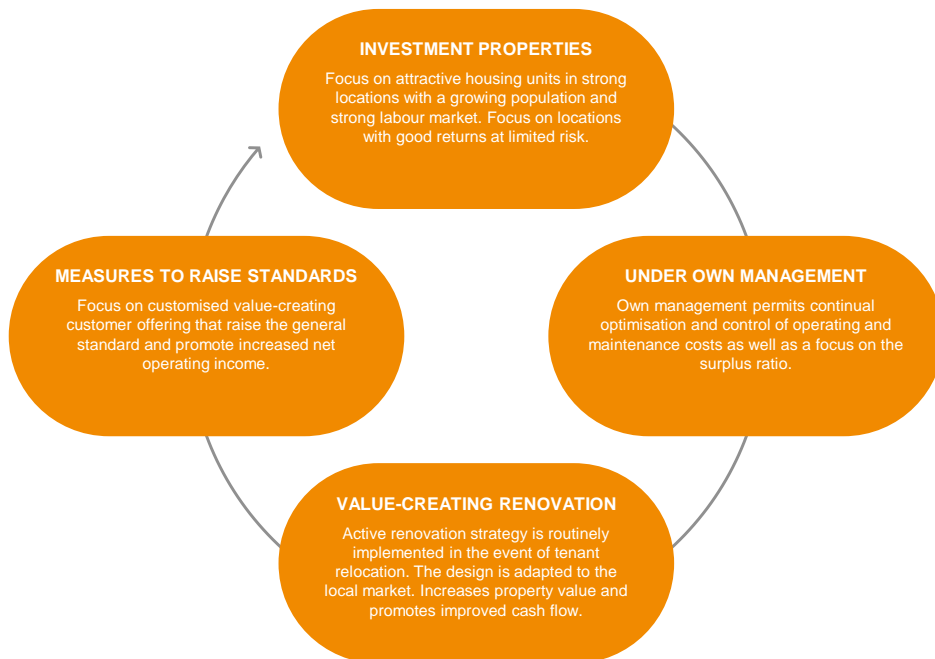 INVESTMENT PROPERTIES
Focus on attractive housing units in strong
locations with a growing population and
strong labour market. Focus on locations
with good returns at limited risk.
MEASURES TO RAISE STANDARDS
Focus on customised value-creating
customer offering that raise the general
standard and promote increased net
operating income.
UNDER OWN MANAGEMENT
Own management permits continual
optimisation and control of operating and
maintenance costs as well as a focus on the
surplus ratio.
VALUE-CREATING RENOVATION
Active renovation strategy is routinely
implemented in the event of tenant
relocation. The design is adapted to the
local market. Increases property value and
promotes improved cash flow.